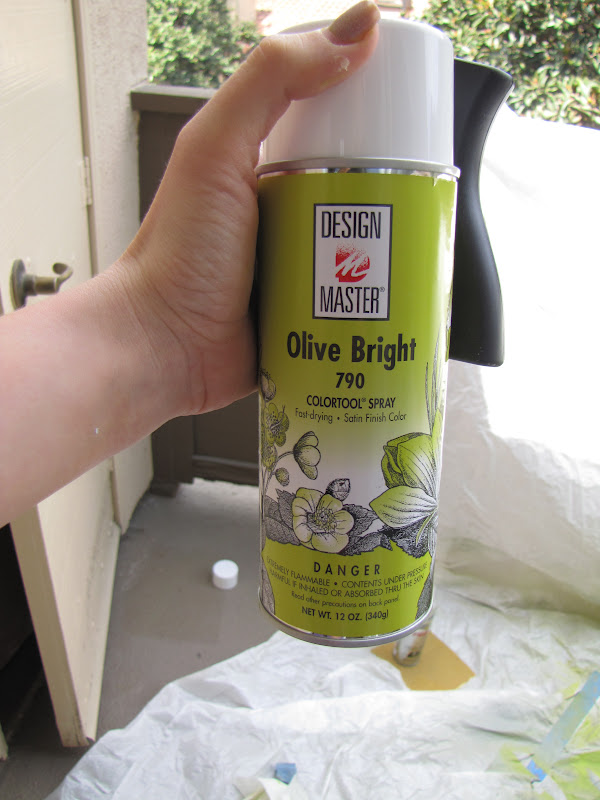 DESIGN
MASTER®
Olive Bright
790
COLORTOOL® SPRAY
Fast-drying • Satin Finish Color
DANGER
EXTREMELY FLAMMABLE • CONTENTS UNDER PRESSURE
HARMFUL IF INHALED OR ABSORBED THRU THE SKIN
Read other precautions on back panel.
NET WT. 12 OZ. (340g)